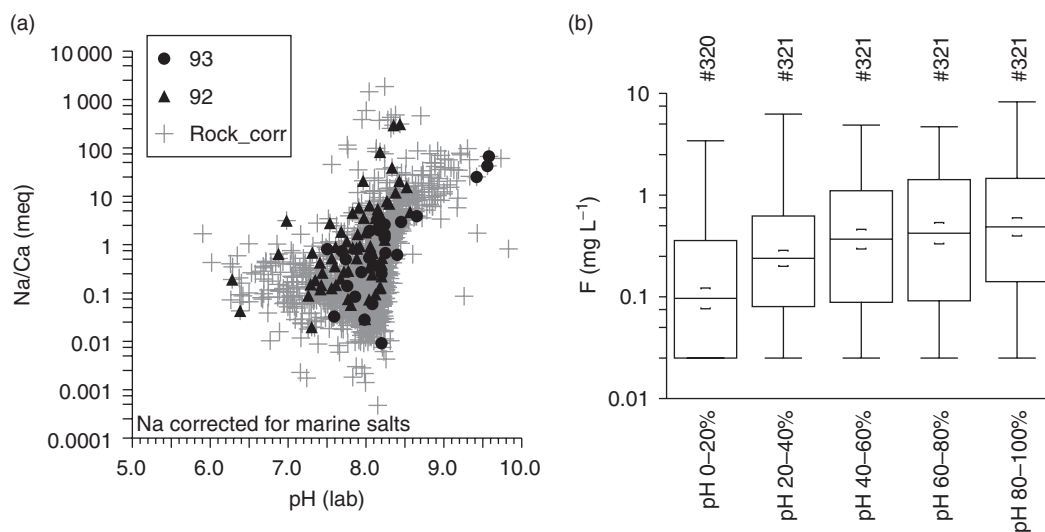 (a)
10 000
1 000
100
10
1
0.1
0.01
0.001
0.0001
Na/Ca (meq)
93
92
Rock_corr
Na corrected for marine salts
5.0 6.0 7.0 8.0 9.0 10.0
pH (lab)
(b)
#320 #321 #321 #321 #321
10
1
0.1
0.01
F (mg L⁻¹)
pH 0–20% pH 20–40% pH 40–60% pH 60–80% pH 80–100%